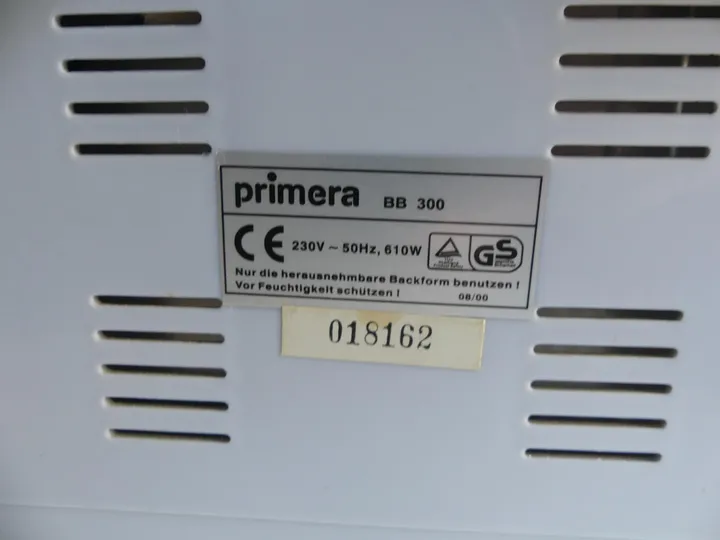 primera BB 300
CE 230V ~ 50Hz, 610W GS
Nur die herausnehmbare Backform benutzen !
Vor Feuchtigkeit schützen ! 08/00
018162